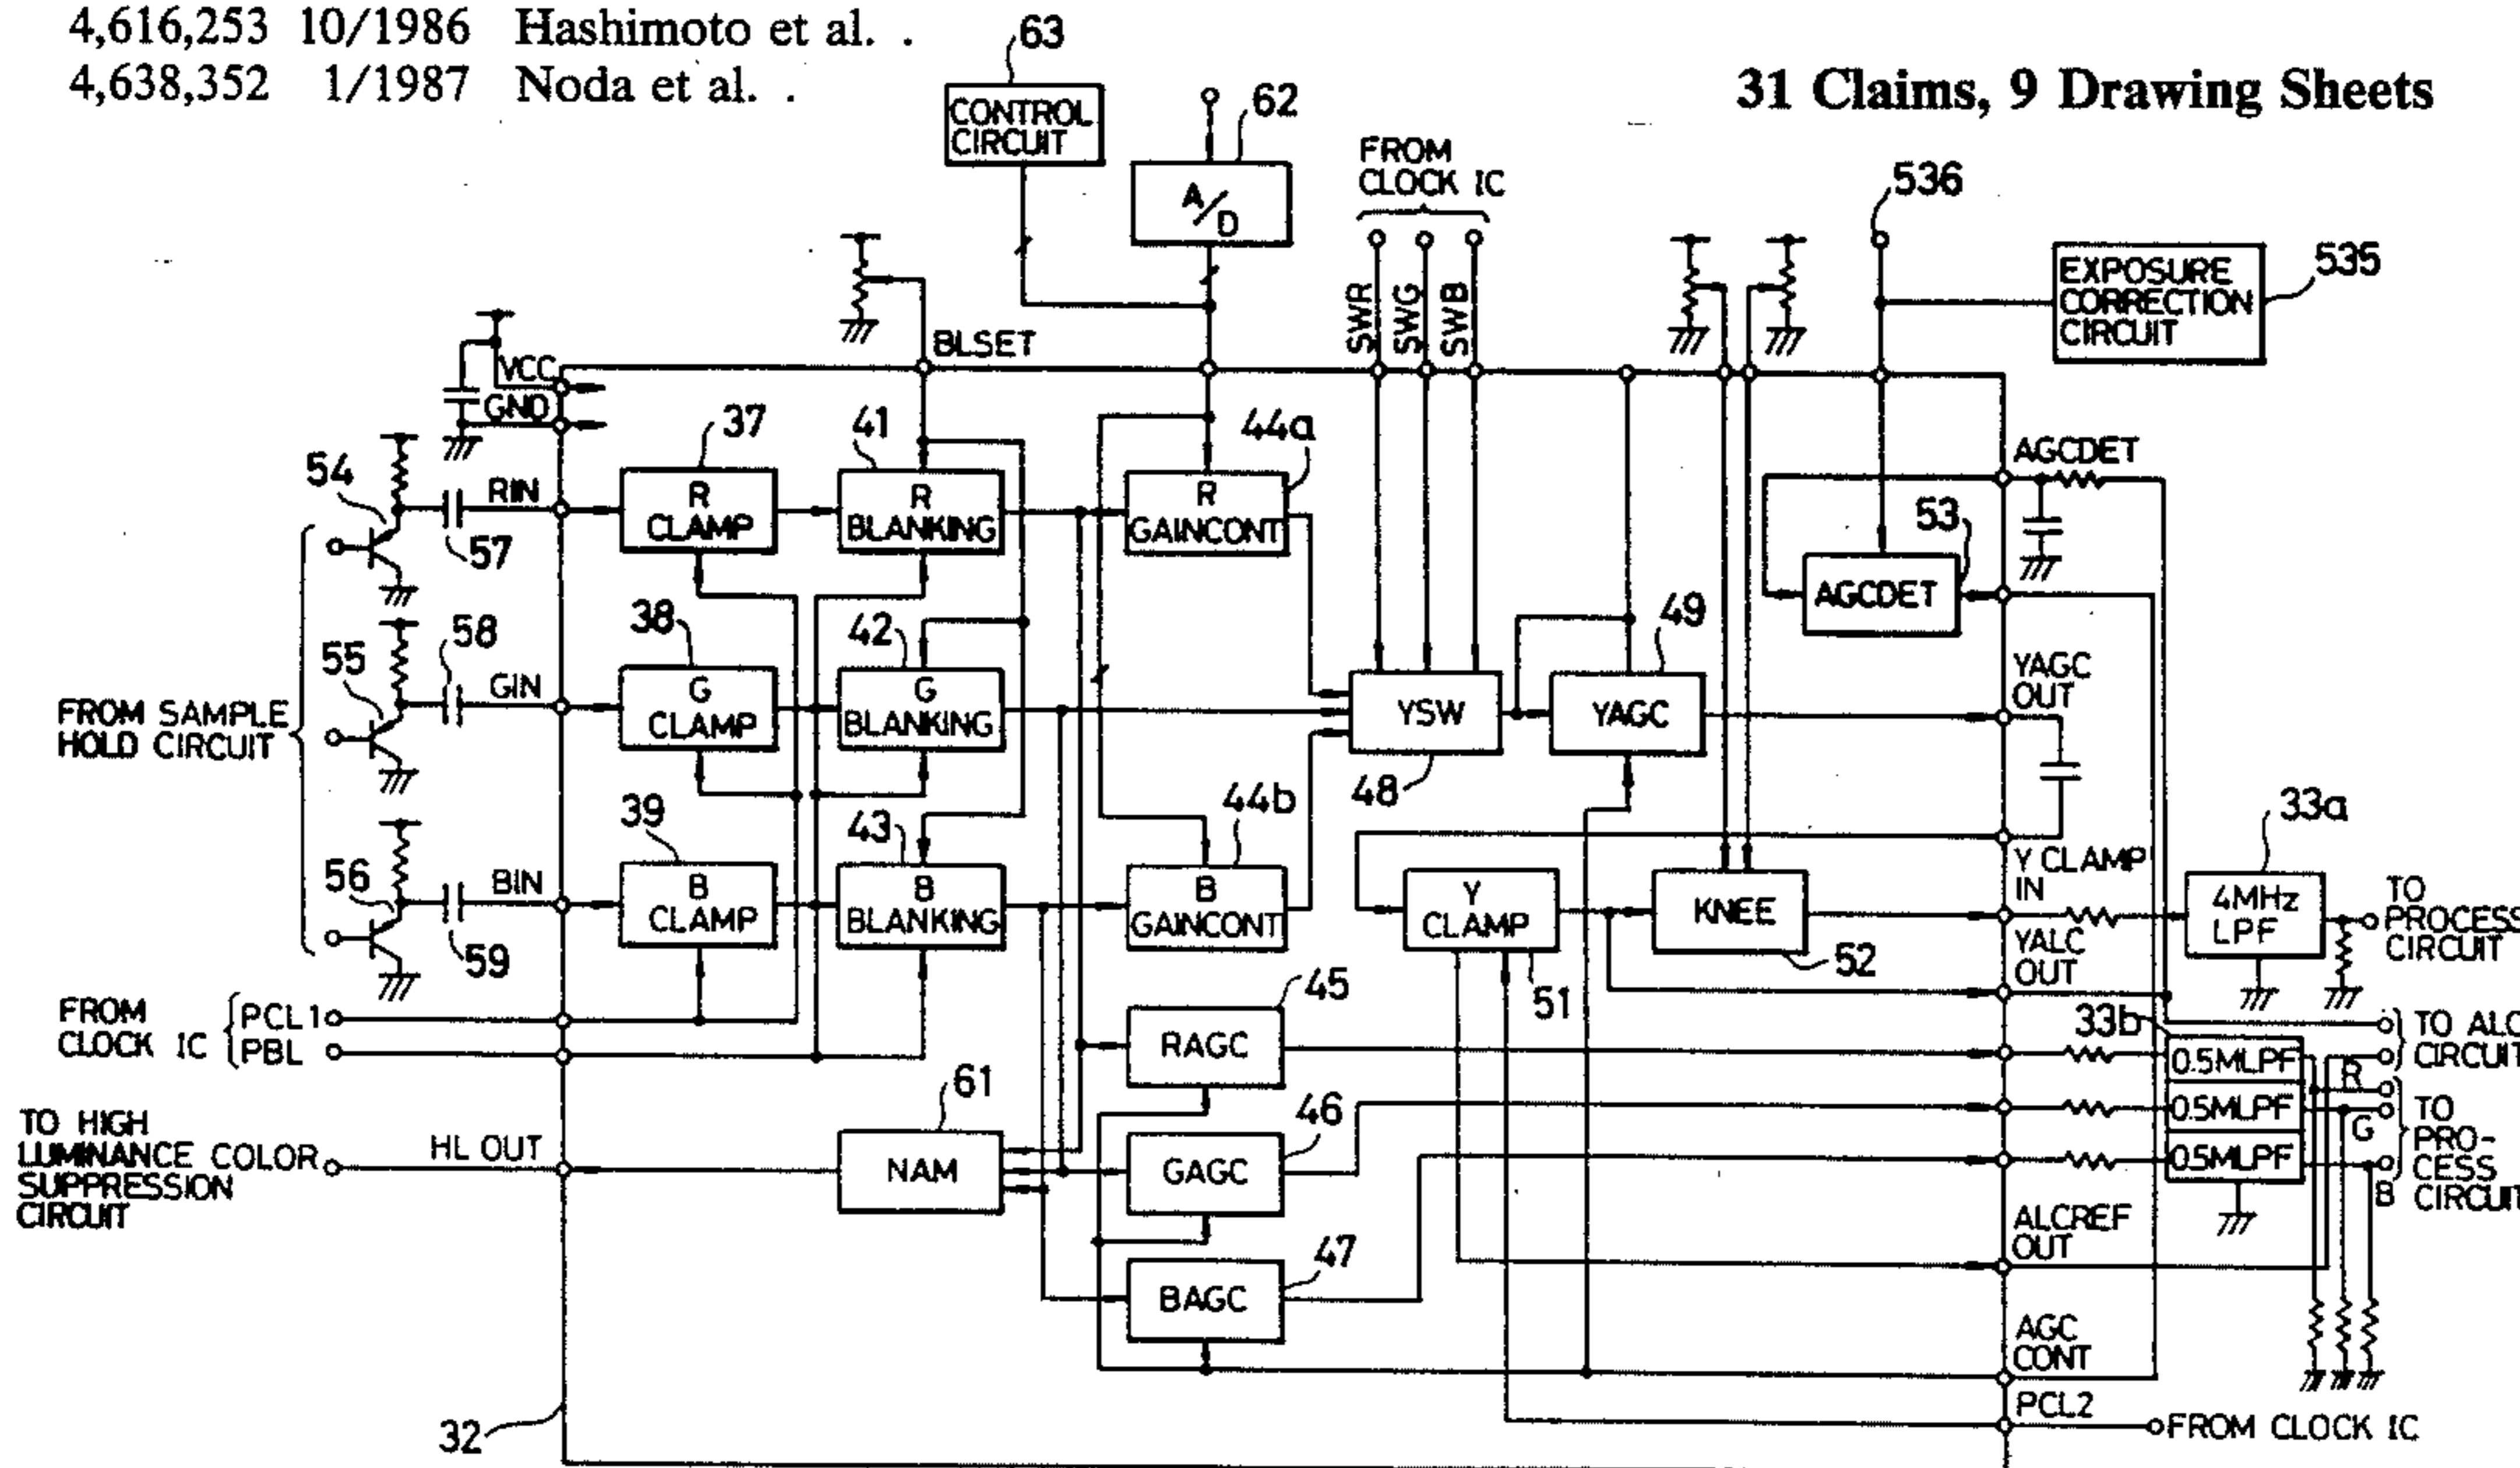 4,616,253 10/1986 Hashimoto et al. .
4,638,352 1/1987 Noda et al. .
31 Claims, 9 Drawing Sheets
63
CONTROL
CIRCUIT
62
A/D
FROM
CLOCK IC
SWR
SWG
SWB
536
EXPOSURE
CORRECTION
CIRCUIT
535
BLSET
VCC
GND
37
41
44a
AGCDET
54
RIN
R
CLAMP
R
BLANKING
R
GAINCONT
57
53
AGCDET
38
42
49
58
55
GIN
G
CLAMP
G
BLANKING
YSW
YAGC
YAGC
OUT
FROM SAMPLE
HOLD CIRCUIT
48
39
43
44b
33a
56
BIN
B
CLAMP
B
BLANKING
B
GAINCONT
Y
CLAMP
KNEE
Y CLAMP
IN
4MHz
LPF
TO
PROCESS
CIRCUIT
59
52
YALC
OUT
51
45
FROM
CLOCK IC
PCL1
PBL
RAGC
33b
0.5MLPF
0.5MLPF
0.5MLPF
TO ALC
CIRCUIT
R
G
B
TO
PRO-
CESS
CIRCUIT
61
46
TO HIGH
LUMINANCE COLOR
SUPPRESSION
CIRCUIT
HL OUT
NAM
GAGC
47
BAGC
ALCREF
OUT
AGC
CONT
PCL2
FROM CLOCK IC
32